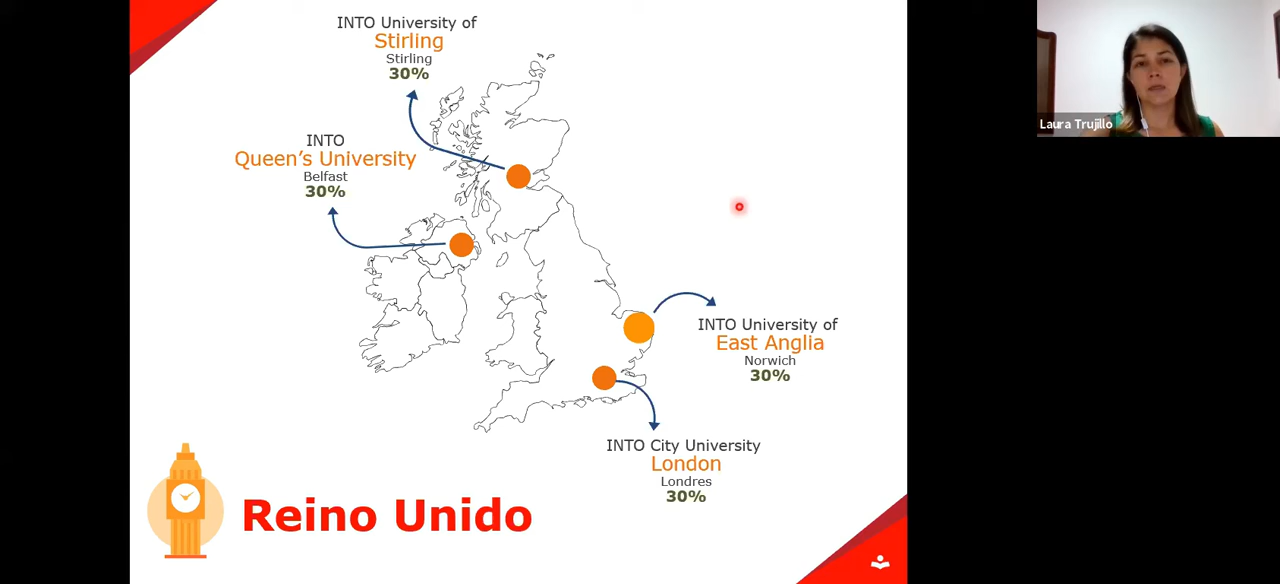 INTO University of
Stirling
Stirling
30%
INTO
Queen's University
Belfast
30%
INTO University of
East Anglia
Norwich
30%
INTO City University
London
Londres
30%
Reino Unido
Laura Trujillo